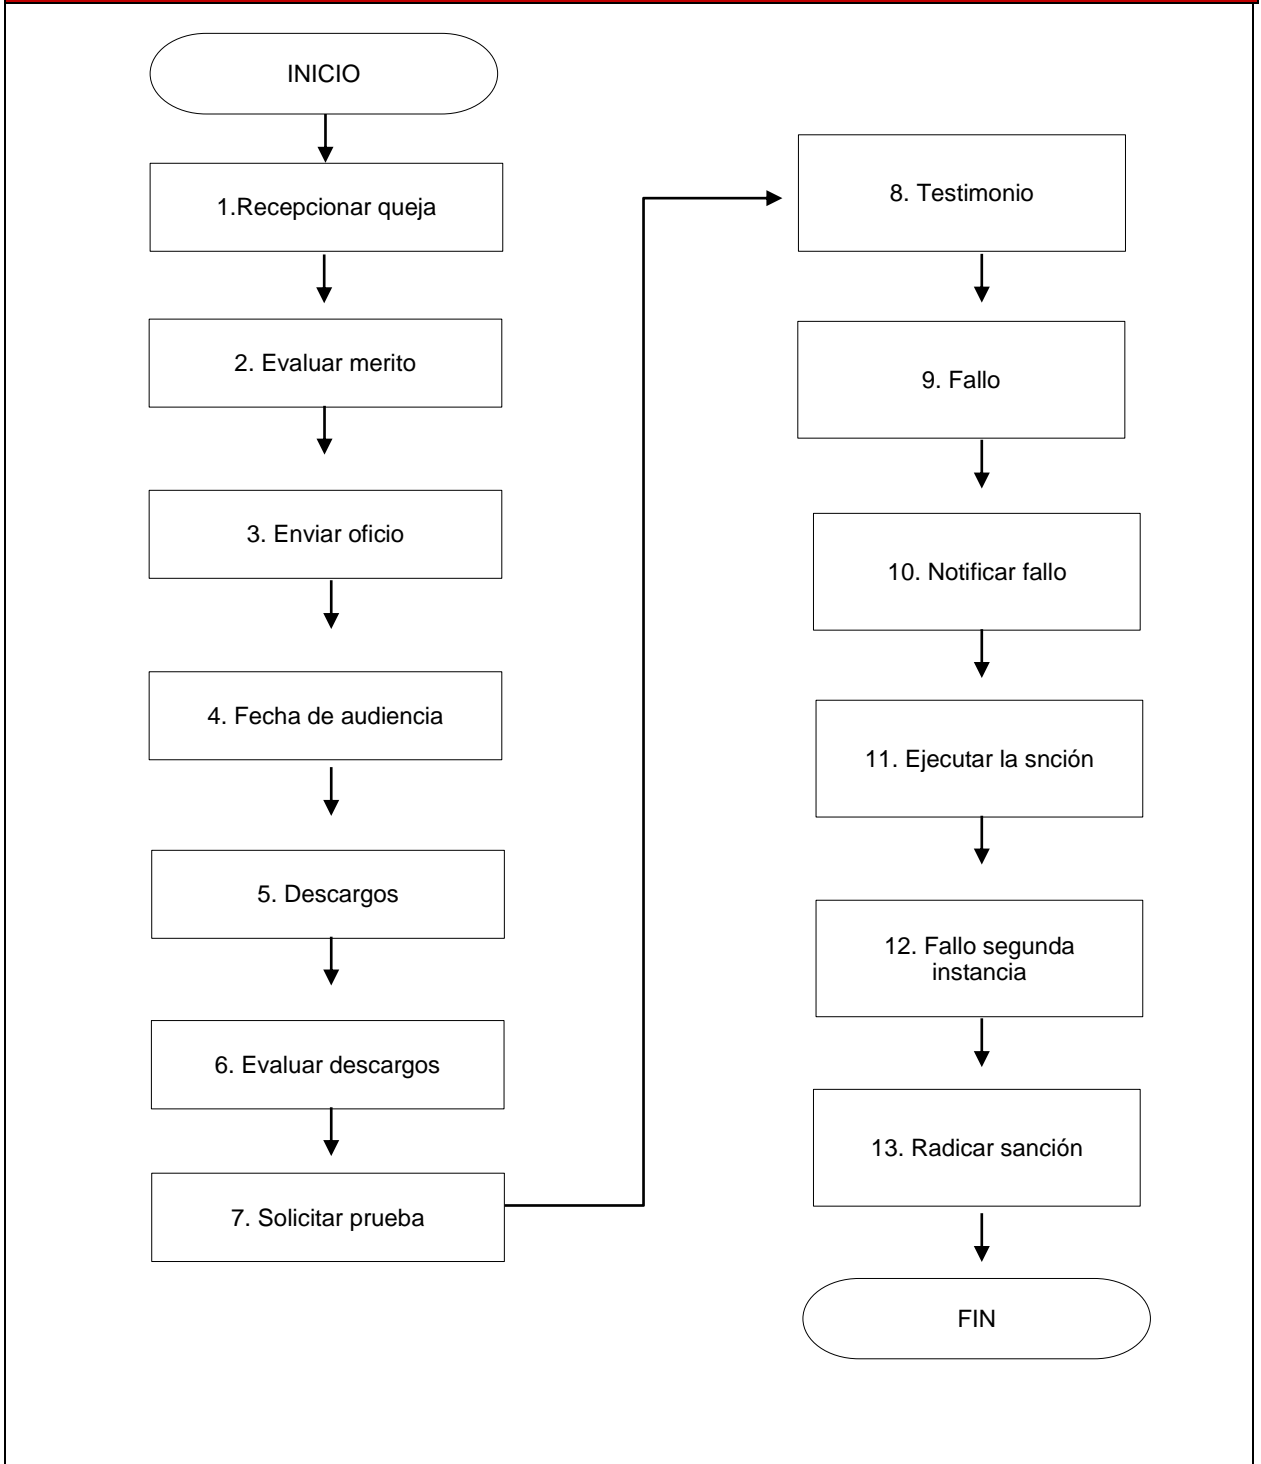 INICIO
1.Recepcionar queja
2. Evaluar merito
3. Enviar oficio
4. Fecha de audiencia
5. Descargos
6. Evaluar descargos
7. Solicitar prueba
8. Testimonio
9. Fallo
10. Notificar fallo
11. Ejecutar la snción
12. Fallo segunda
instancia
13. Radicar sanción
FIN